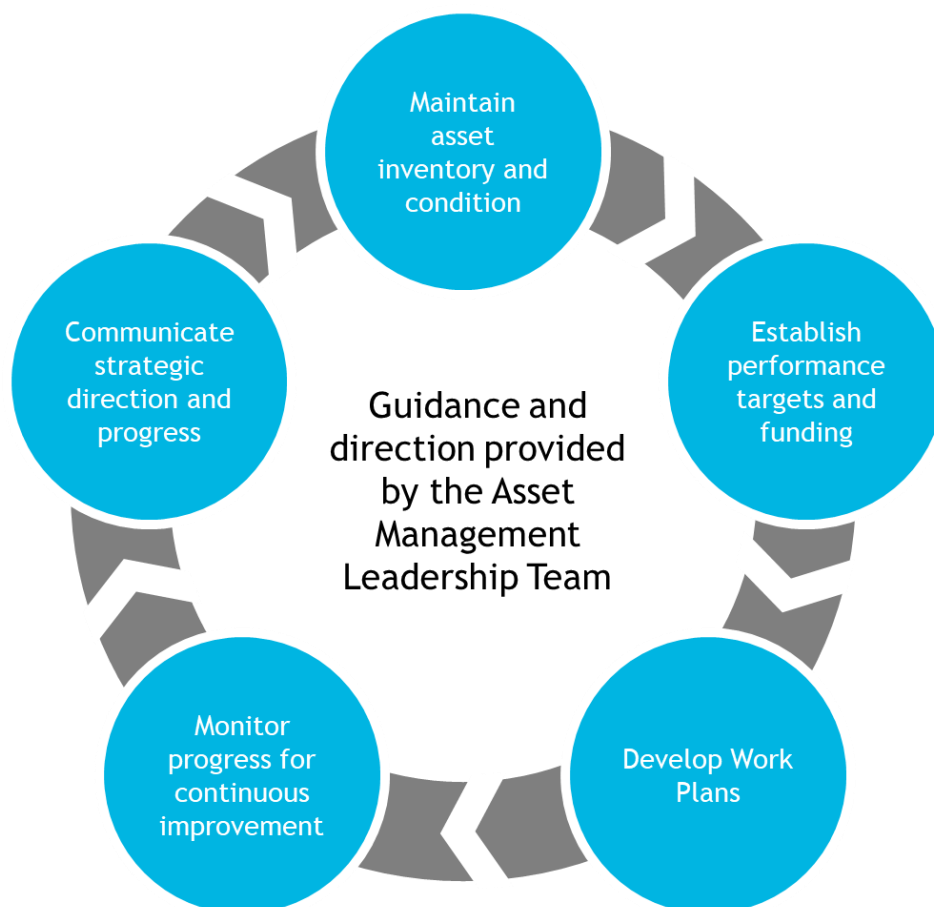 Maintain
asset
inventory and
condition
Establish
performance
targets and
funding
Develop Work
Plans
Monitor
progress for
continuous
improvement
Communicate
strategic
direction and
progress
Guidance and
direction provided
by the Asset
Management
Leadership Team